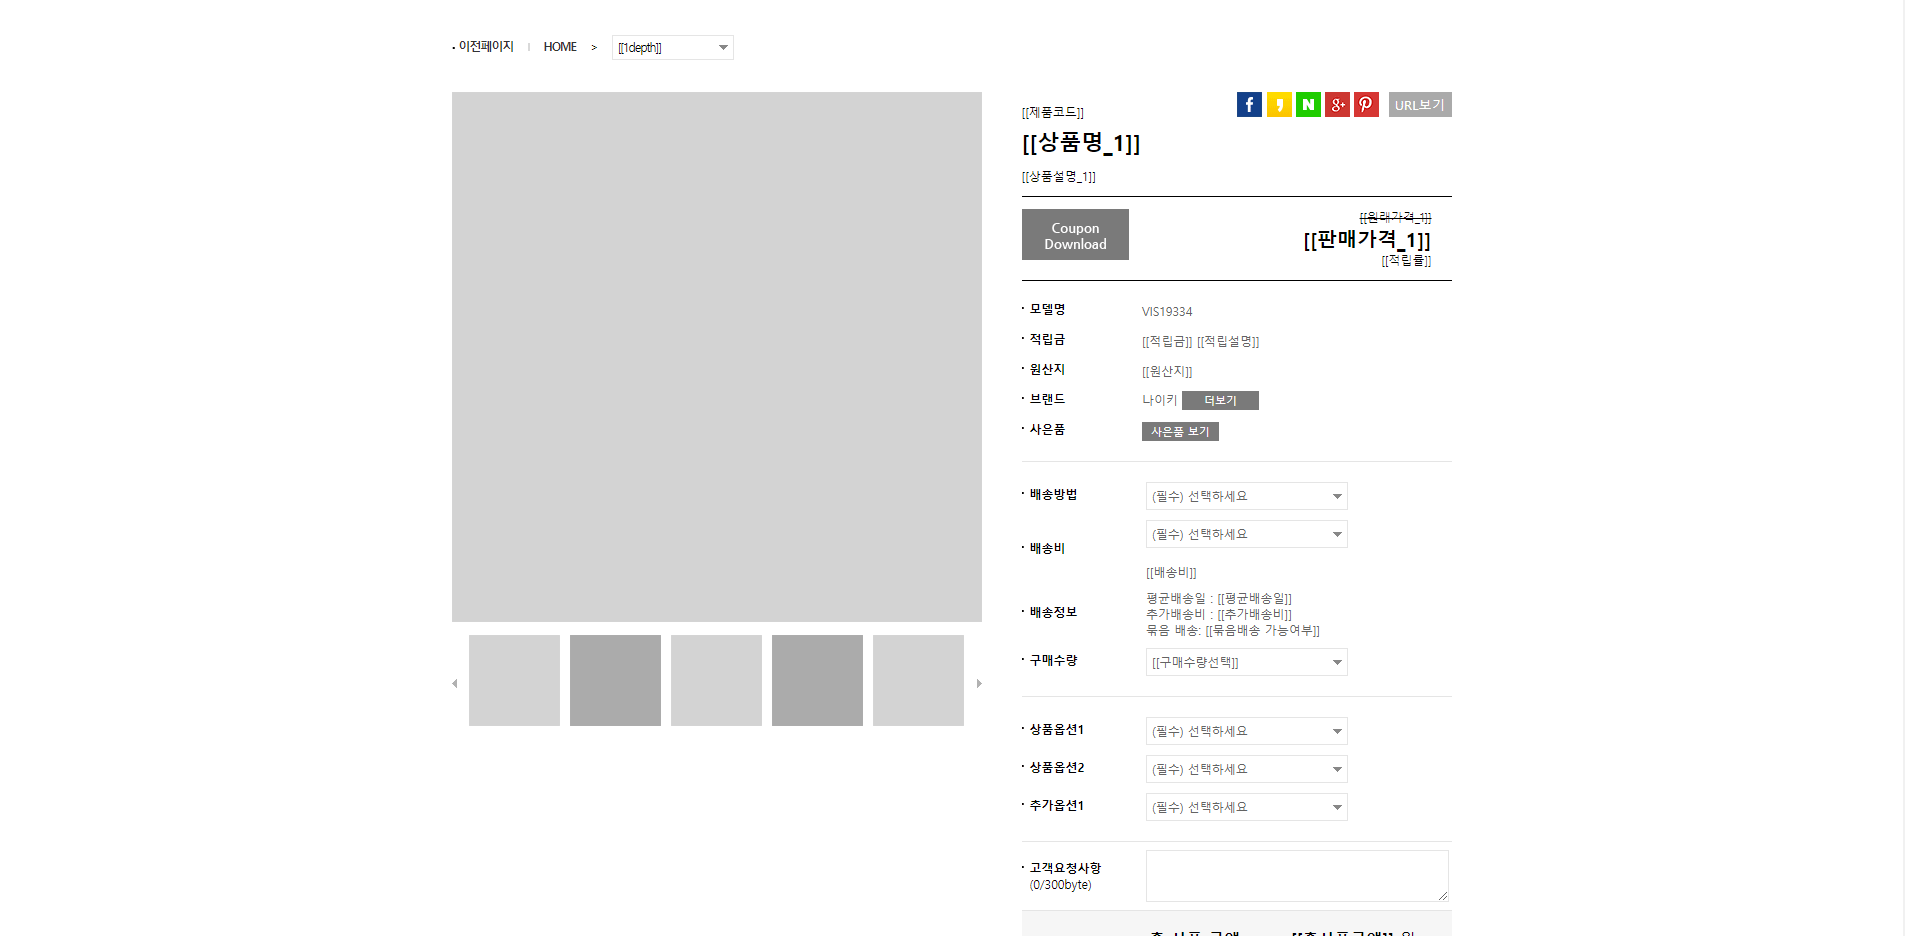 · 이전페이지 | HOME > [[1depth]]
[[제품코드]]
URL보기
[[상품명_1]]
[[상품설명_1]]
Coupon
Download
[[원래가격_1]]
[[판매가격_1]]
[[적립률]]
· 모델명 VIS19334
· 적립금 [[적립금]] [[적립설명]]
· 원산지 [[원산지]]
· 브랜드 나이키 더보기
· 사은품 사은품 보기
· 배송방법 (필수) 선택하세요
(필수) 선택하세요
· 배송비
[[배송비]]
평균배송일 : [[평균배송일]]
· 배송정보 추가배송비 : [[추가배송비]]
묶음 배송: [[묶음배송 가능여부]]
· 구매수량 [[구매수량선택]]
· 상품옵션1 (필수) 선택하세요
· 상품옵션2 (필수) 선택하세요
· 추가옵션1 (필수) 선택하세요
· 고객요청사항
(0/300byte)